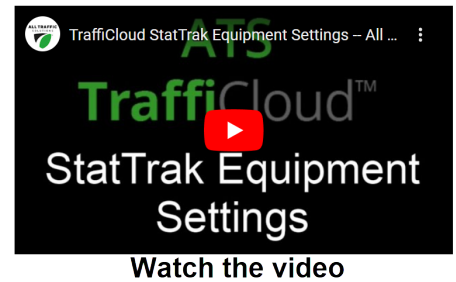 ALL TRAFFIC
SOLUTIONS
TraffiCloud StatTrak Equipment Settings – All ...
ATS
TraffiCloud™
StatTrak Equipment
Settings
Watch the video